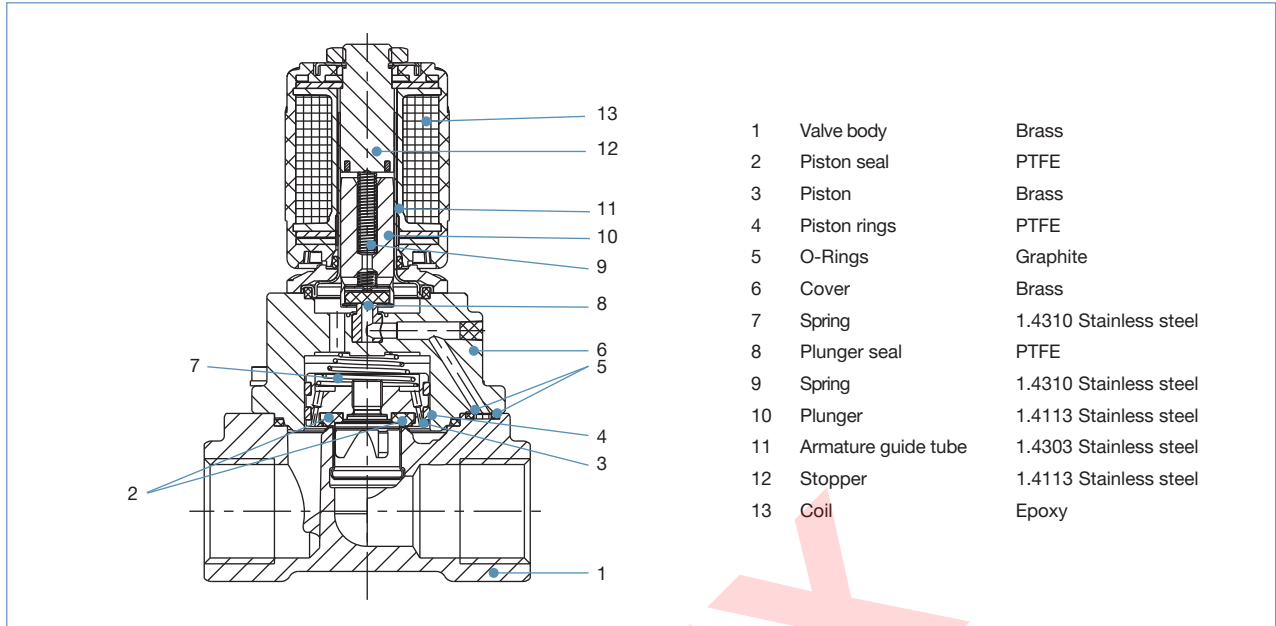 13
12
11
10
9
8
7
6
5
4
3
2
1
1 Valve body Brass
2 Piston seal PTFE
3 Piston Brass
4 Piston rings PTFE
5 O-Rings Graphite
6 Cover Brass
7 Spring 1.4310 Stainless steel
8 Plunger seal PTFE
9 Spring 1.4310 Stainless steel
10 Plunger 1.4113 Stainless steel
11 Armature guide tube 1.4303 Stainless steel
12 Stopper 1.4113 Stainless steel
13 Coil Epoxy